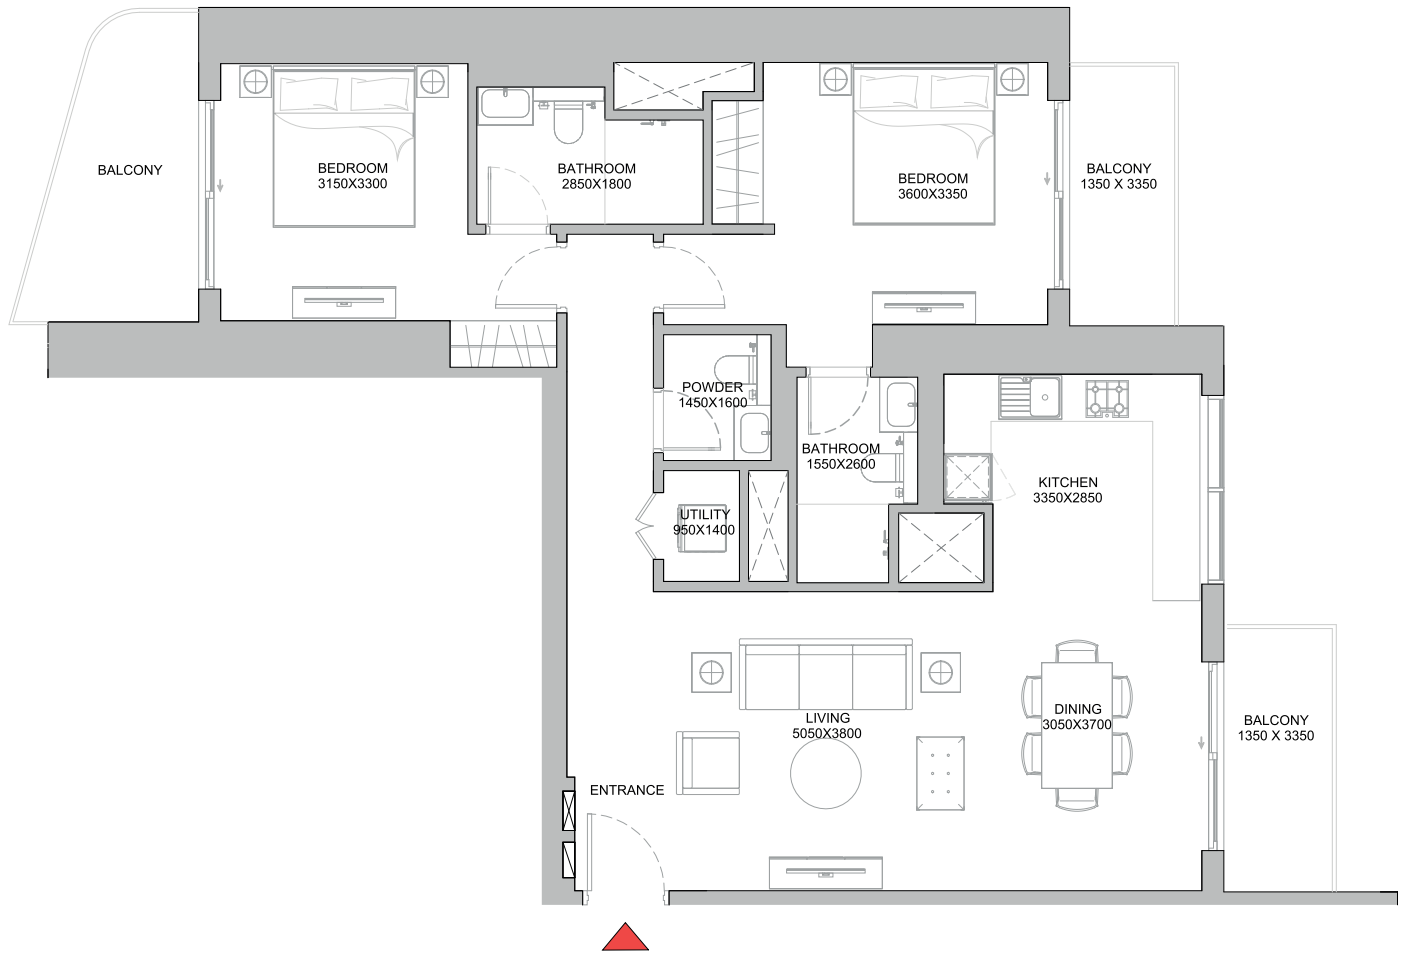 BALCONY
BEDROOM
3150X3300
BATHROOM
2850X1800
BEDROOM
3600X3350
BALCONY
1350 X 3350
POWDER
1450X1600
BATHROOM
1550X2600
KITCHEN
3350X2850
UTILITY
950X1400
LIVING
5050X3800
DINING
3050X3700
BALCONY
1350 X 3350
ENTRANCE